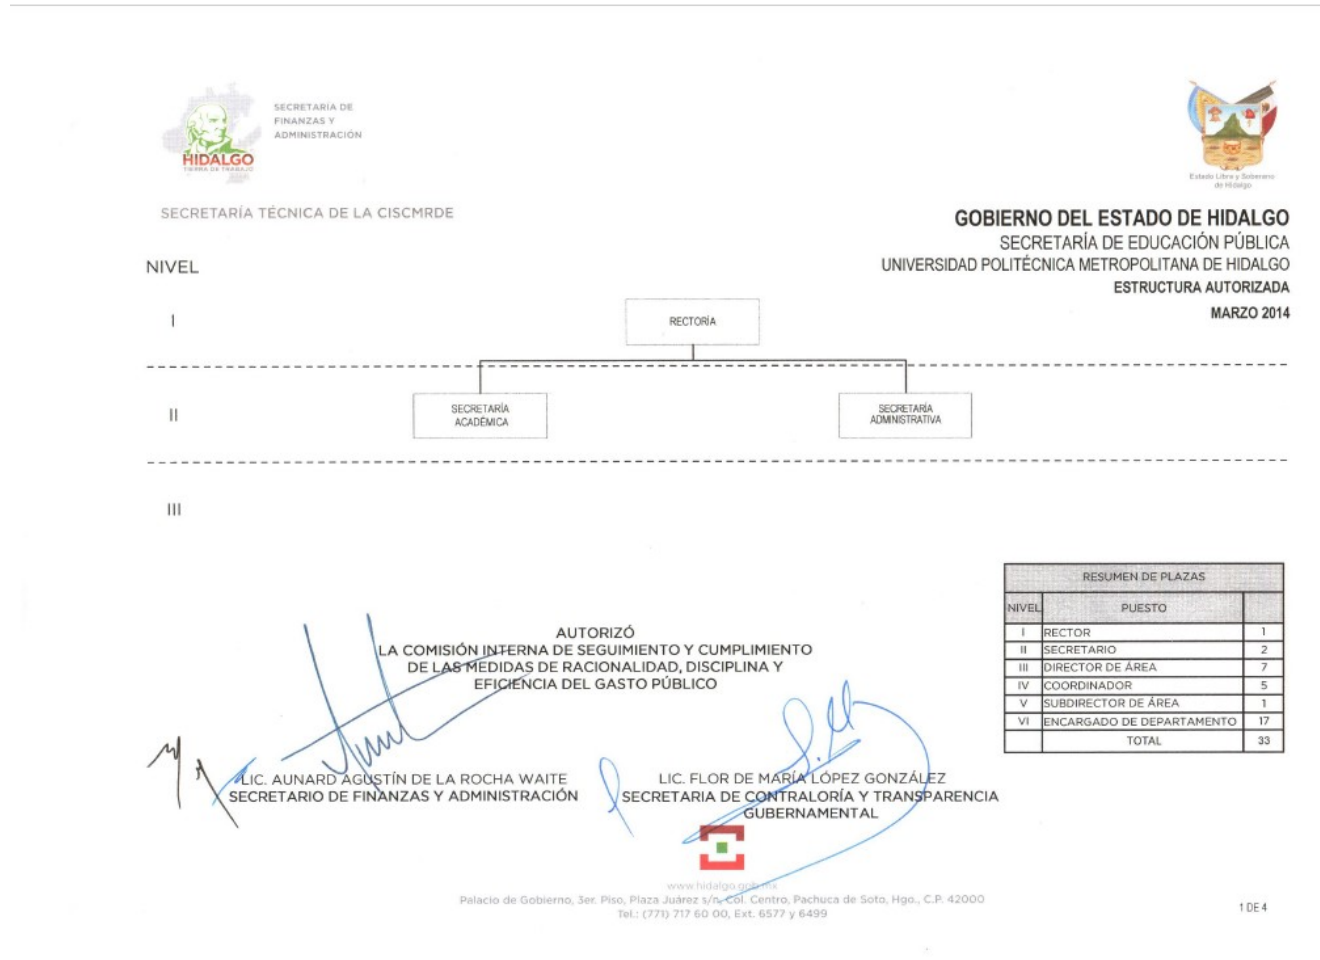 SECRETARÍA DE
FINANZAS Y
ADMINISTRACIÓN
HIDALGO
TIERRA DE TRABAJO
Estado Libre y Soberano
de Hidalgo
SECRETARÍA TÉCNICA DE LA CISCMRDE
GOBIERNO DEL ESTADO DE HIDALGO
SECRETARÍA DE EDUCACIÓN PÚBLICA
UNIVERSIDAD POLITÉCNICA METROPOLITANA DE HIDALGO
ESTRUCTURA AUTORIZADA
MARZO 2014
NIVEL
I
RECTORÍA
II
SECRETARÍA
ACADÉMICA
SECRETARÍA
ADMINISTRATIVA
III
RESUMEN DE PLAZAS
NIVEL PUESTO
I RECTOR 1
II SECRETARIO 2
III DIRECTOR DE ÁREA 7
IV COORDINADOR 5
V SUBDIRECTOR DE ÁREA 1
VI ENCARGADO DE DEPARTAMENTO 17
TOTAL 33
AUTORIZÓ
LA COMISIÓN INTERNA DE SEGUIMIENTO Y CUMPLIMIENTO
DE LAS MEDIDAS DE RACIONALIDAD, DISCIPLINA Y
EFICIENCIA DEL GASTO PÚBLICO
LIC. AUNARD AGUSTÍN DE LA ROCHA WAITE
SECRETARIO DE FINANZAS Y ADMINISTRACIÓN
LIC. FLOR DE MARÍA LÓPEZ GONZÁLEZ
SECRETARIA DE CONTRALORÍA Y TRANSPARENCIA
GUBERNAMENTAL
www.hidalgo.gob.mx
Palacio de Gobierno, 3er. Piso, Plaza Juárez s/n, Col. Centro, Pachuca de Soto, Hgo., C.P. 42000
Tel.: (771) 717 60 00, Ext. 6577 y 6499
1 DE 4